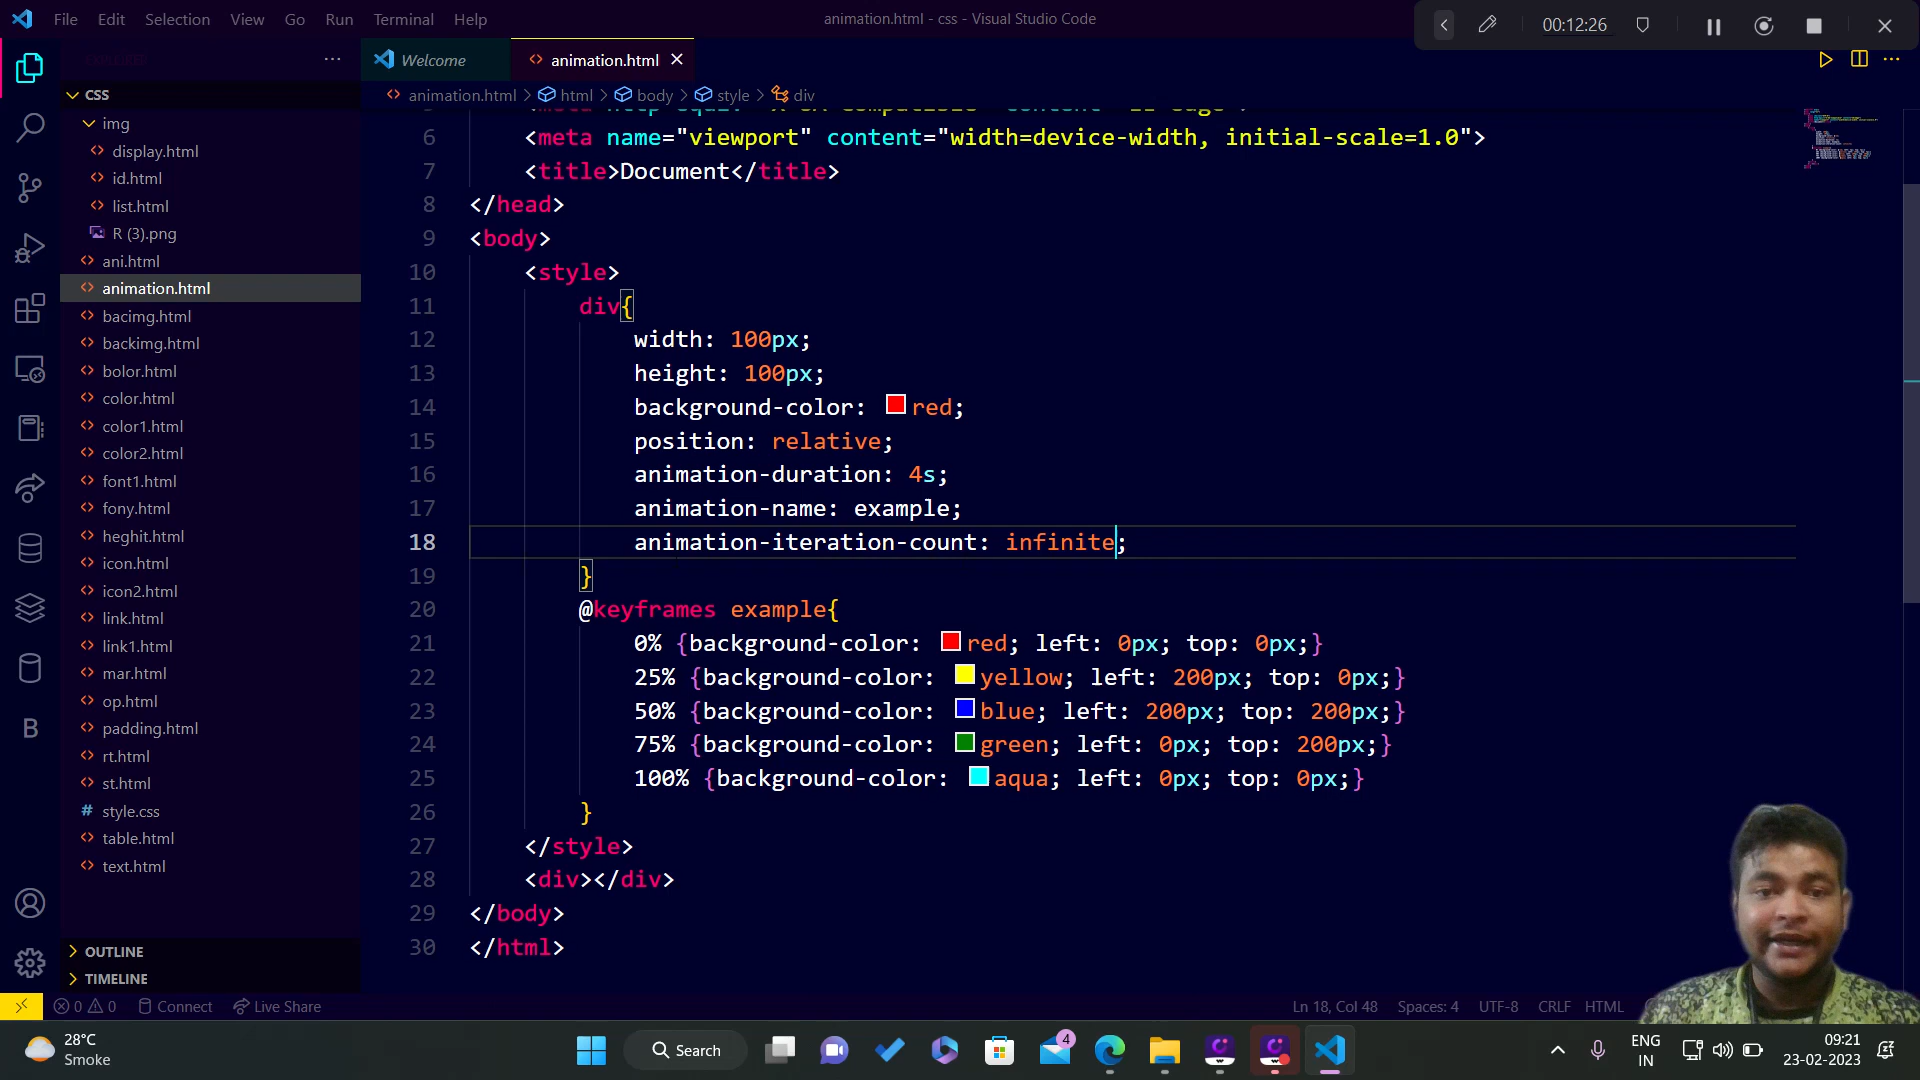 File Edit Selection View Go Run Terminal Help
animation.html - css - Visual Studio Code
00:12:26
Welcome
animation.html
CSS
animation.html > html > body > style > div
img
display.html
id.html
list.html
R (3).png
ani.html
animation.html
bacimg.html
backimg.html
bolor.html
color.html
color1.html
color2.html
font1.html
fony.html
heghit.html
icon.html
icon2.html
link.html
link1.html
mar.html
op.html
padding.html
rt.html
st.html
style.css
table.html
text.html
OUTLINE
TIMELINE
6 <meta name="viewport" content="width=device-width, initial-scale=1.0">
7 <title>Document</title>
8 </head>
9 <body>
10 <style>
11 div{
12 width: 100px;
13 height: 100px;
14 background-color: red;
15 position: relative;
16 animation-duration: 4s;
17 animation-name: example;
18 animation-iteration-count: infinite;
19 }
20 @keyframes example{
21 0% {background-color: red; left: 0px; top: 0px;}
22 25% {background-color: yellow; left: 200px; top: 0px;}
23 50% {background-color: blue; left: 200px; top: 200px;}
24 75% {background-color: green; left: 0px; top: 200px;}
25 100% {background-color: aqua; left: 0px; top: 0px;}
26 }
27 </style>
28 <div></div>
29 </body>
30 </html>
0 0 Connect Live Share
Ln 18, Col 48 Spaces: 4 UTF-8 CRLF HTML
28°C
Smoke
Search
4
ENG
IN
09:21
23-02-2023